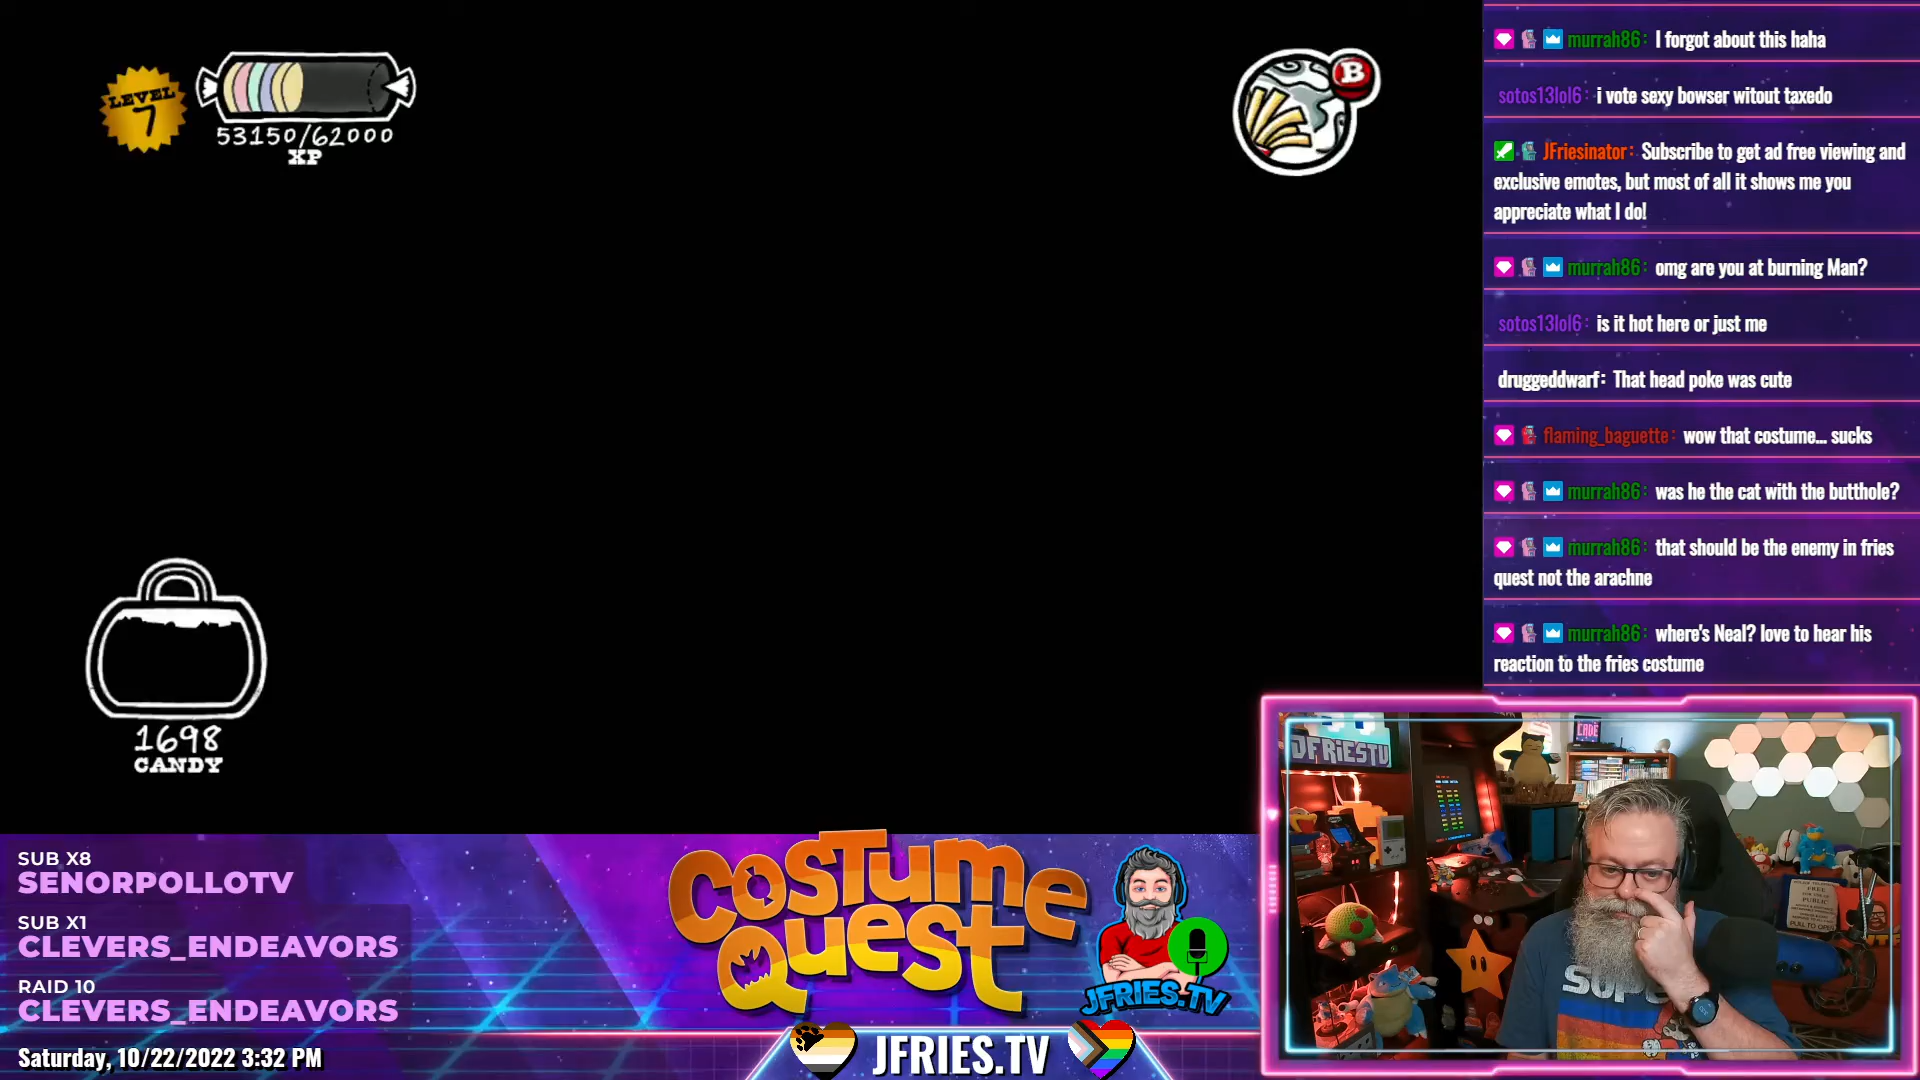 LEVEL
7
53150/62000
XP
B
1698
CANDY
murrah86: I forgot about this haha
sotos13lol6: i vote sexy bowser witout taxedo
JFriesinator: Subscribe to get ad free viewing and
exclusive emotes, but most of all it shows me you
appreciate what I do!
murrah86: omg are you at burning Man?
sotos13lol6: is it hot here or just me
druggeddwarf: That head poke was cute
flaming_baguette: wow that costume... sucks
murrah86: was he the cat with the butthole?
murrah86: that should be the enemy in fries
quest not the arachne
murrah86: where's Neal? love to hear his
reaction to the fries costume
JFRIESTV
SUPE
SUB X8
SENORPOLLOTV
SUB X1
CLEVERS_ENDEAVORS
RAID 10
CLEVERS_ENDEAVORS
Saturday, 10/22/2022 3:32 PM
COSTUME
QUEST
JFRIES.TV
JFRIES.TV